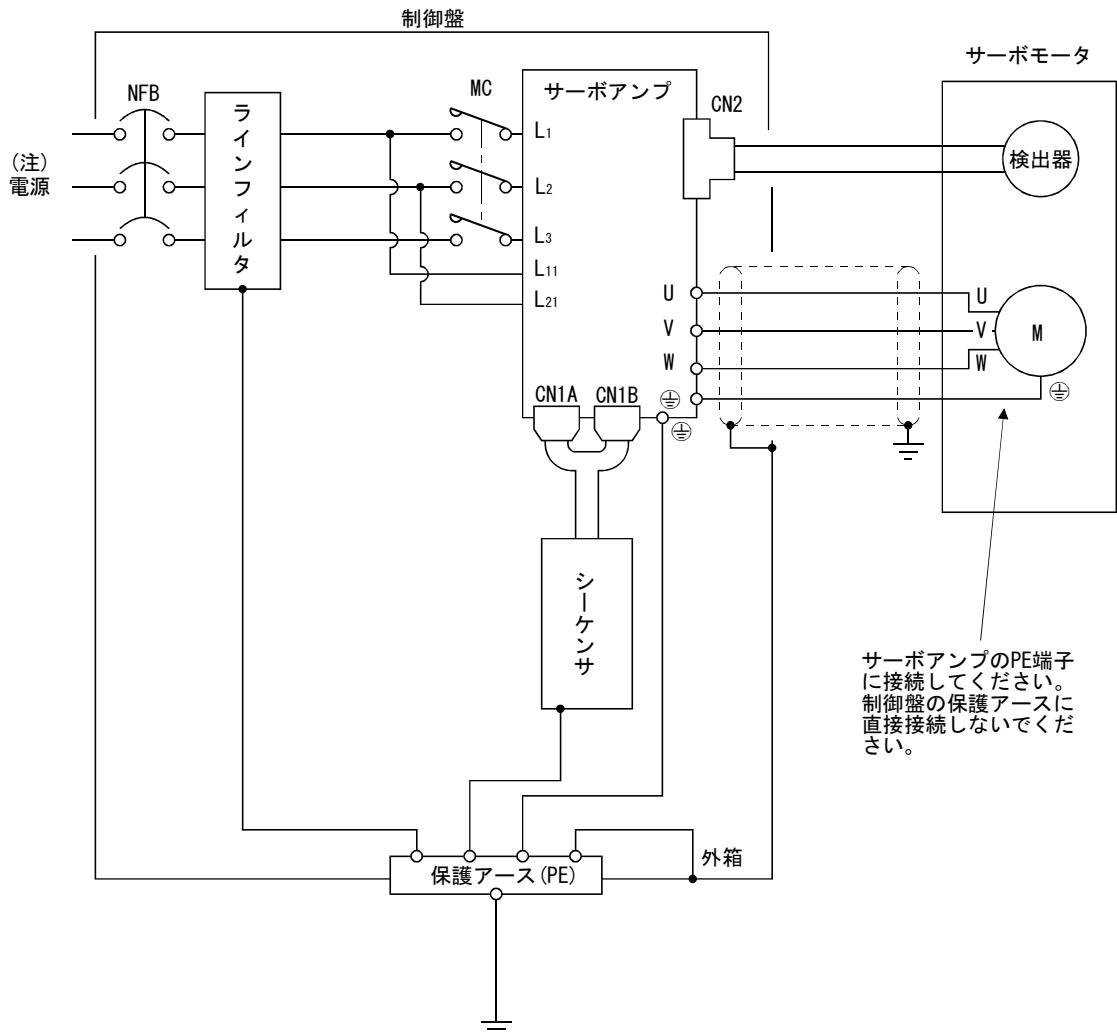 制御盤
サーボモータ
NFB
ラインフィルタ
MC
サーボアンプ
CN2
(注)
電源
L1
L2
L3
L11
L21
検出器
U
V
W
U
V
W
M
CN1A
CN1B
シーケンサ
サーボアンプのPE端子
に接続してください。
制御盤の保護アースに
直接接続しないでくだ
さい。
外箱
保護アース(PE)